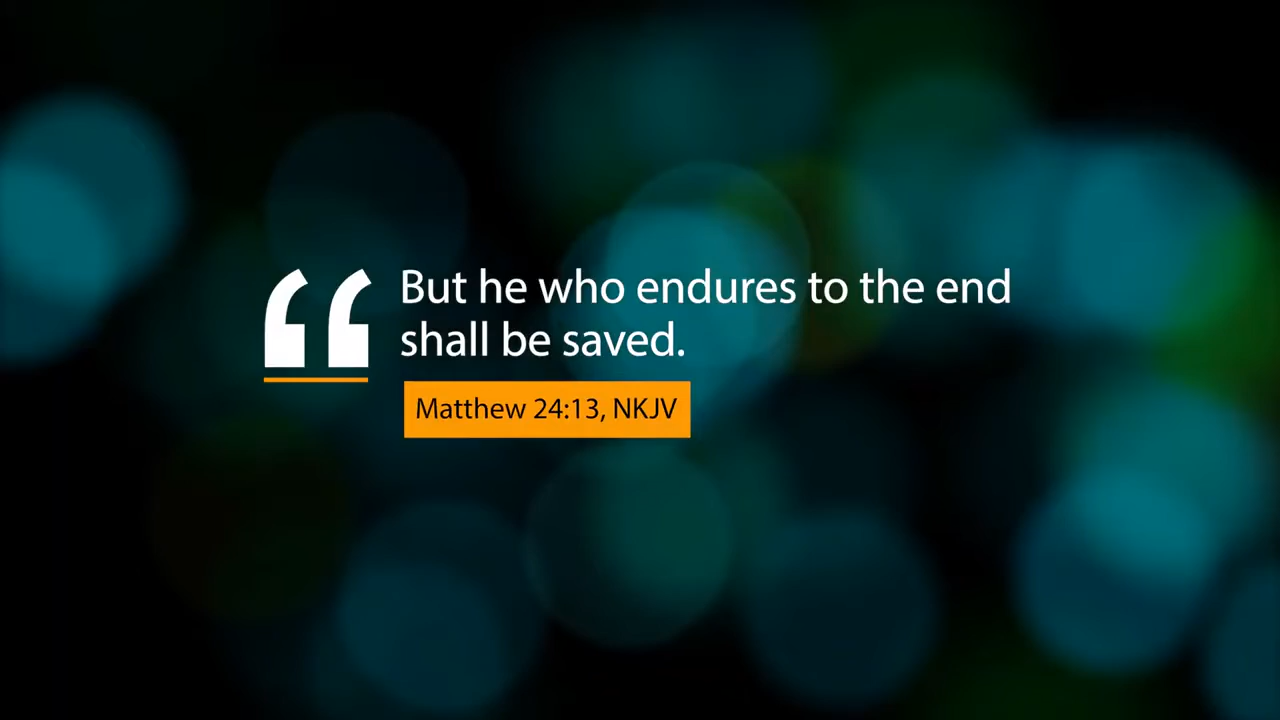 But he who endures to the end
shall be saved.
Matthew 24:13, NKJV